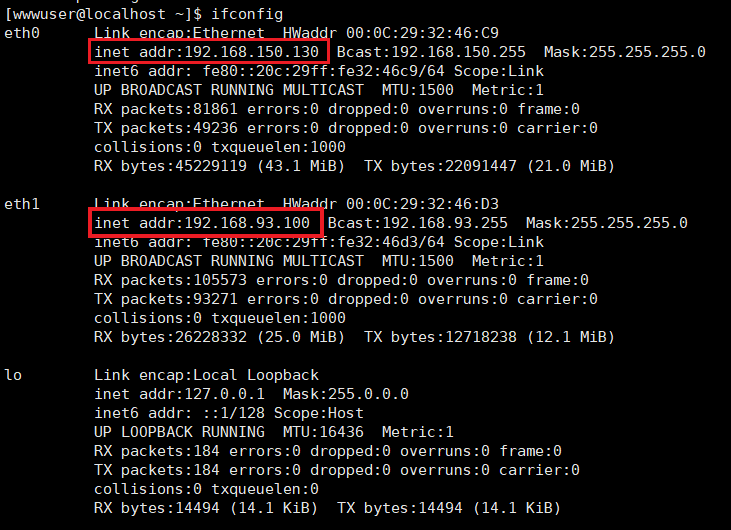 [wwwuser@localhost ~]$ ifconfig
eth0 Link encap:Ethernet HWaddr 00:0C:29:32:46:C9
inet addr:192.168.150.130 Bcast:192.168.150.255 Mask:255.255.255.0
inet6 addr: fe80::20c:29ff:fe32:46c9/64 Scope:Link
UP BROADCAST RUNNING MULTICAST MTU:1500 Metric:1
RX packets:81861 errors:0 dropped:0 overruns:0 frame:0
TX packets:49236 errors:0 dropped:0 overruns:0 carrier:0
collisions:0 txqueuelen:1000
RX bytes:45229119 (43.1 MiB) TX bytes:22091447 (21.0 MiB)
eth1 Link encap:Ethernet HWaddr 00:0C:29:32:46:D3
inet addr:192.168.93.100 Bcast:192.168.93.255 Mask:255.255.255.0
inet6 addr: fe80::20c:29ff:fe32:46d3/64 Scope:Link
UP BROADCAST RUNNING MULTICAST MTU:1500 Metric:1
RX packets:105573 errors:0 dropped:0 overruns:0 frame:0
TX packets:93271 errors:0 dropped:0 overruns:0 carrier:0
collisions:0 txqueuelen:1000
RX bytes:26228332 (25.0 MiB) TX bytes:12718238 (12.1 MiB)
lo Link encap:Local Loopback
inet addr:127.0.0.1 Mask:255.0.0.0
inet6 addr: ::1/128 Scope:Host
UP LOOPBACK RUNNING MTU:16436 Metric:1
RX packets:184 errors:0 dropped:0 overruns:0 frame:0
TX packets:184 errors:0 dropped:0 overruns:0 carrier:0
collisions:0 txqueuelen:0
RX bytes:14494 (14.1 KiB) TX bytes:14494 (14.1 KiB)